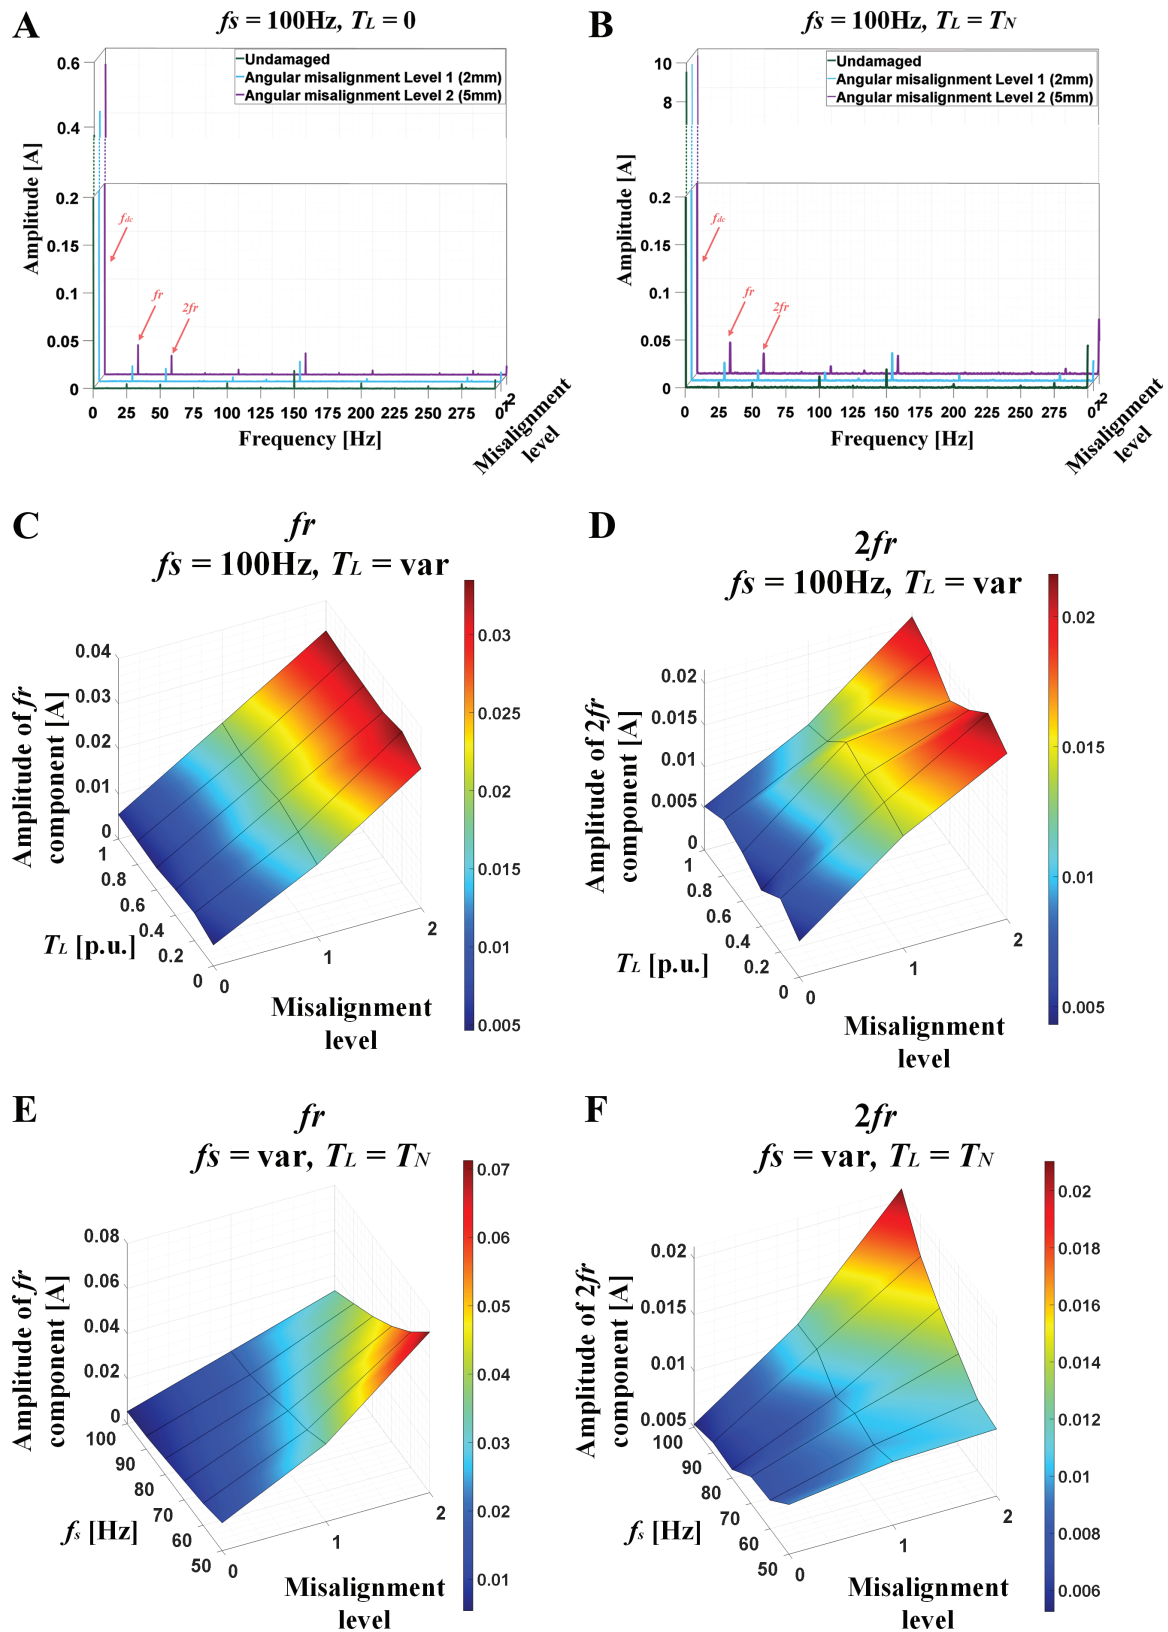 A
fs = 100Hz, TL = 0
Undamaged
Angular misalignment Level 1 (2mm)
Angular misalignment Level 2 (5mm)
0.6
0.4
0.2
0.15
0.1
0.05
0
Amplitude [A]
fdc
fr
2fr
0 25 50 75 100 125 150 175 200 225 250 275 0
2
Frequency [Hz]
Misalignment
level
B
fs = 100Hz, TL = TN
Undamaged
Angular misalignment Level 1 (2mm)
Angular misalignment Level 2 (5mm)
10
8
0.2
0.15
0.1
0.05
0
Amplitude [A]
fdc
fr
2fr
0 25 50 75 100 125 150 175 200 225 250 275 0
2
Frequency [Hz]
Misalignment
level
C
fr
fs = 100Hz, TL = var
0.04
0.03
0.02
0.01
0
Amplitude of fr
component [A]
1
0.8
0.6
0.4
0.2
0
TL [p.u.]
0
1
2
Misalignment
level
0.03
0.025
0.02
0.015
0.01
0.005
D
2fr
fs = 100Hz, TL = var
0.02
0.015
0.01
0.005
0
Amplitude of 2fr
component [A]
1
0.8
0.6
0.4
0.2
0
TL [p.u.]
0
1
2
Misalignment
level
0.02
0.015
0.01
0.005
E
fr
fs = var, TL = TN
0.08
0.06
0.04
0.02
0
Amplitude of fr
component [A]
100
90
80
70
60
50
fs [Hz]
0
1
2
Misalignment
level
0.07
0.06
0.05
0.04
0.03
0.02
0.01
F
2fr
fs = var, TL = TN
0.02
0.015
0.01
0.005
Amplitude of 2fr
component [A]
100
90
80
70
60
50
fs [Hz]
0
1
2
Misalignment
level
0.02
0.018
0.016
0.014
0.012
0.01
0.008
0.006